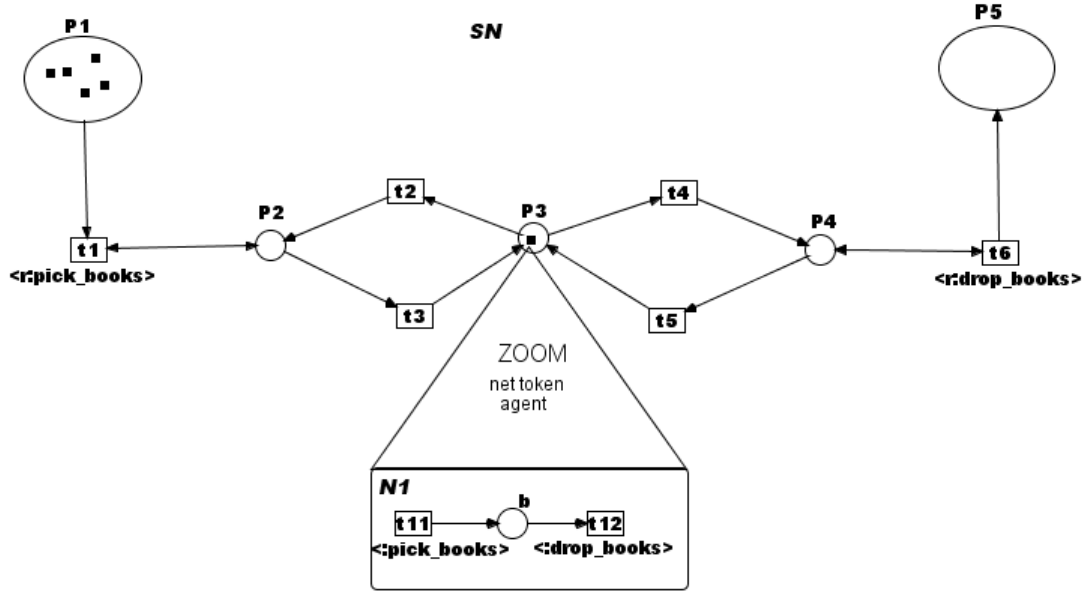 P1
SN
P5
t2
t4
P2
P3
P4
t1
t6
<r:pick_books>
<r:drop_books>
t3
t5
ZOOM
net token
agent
N1
b
t11
t12
<:pick_books>
<:drop_books>